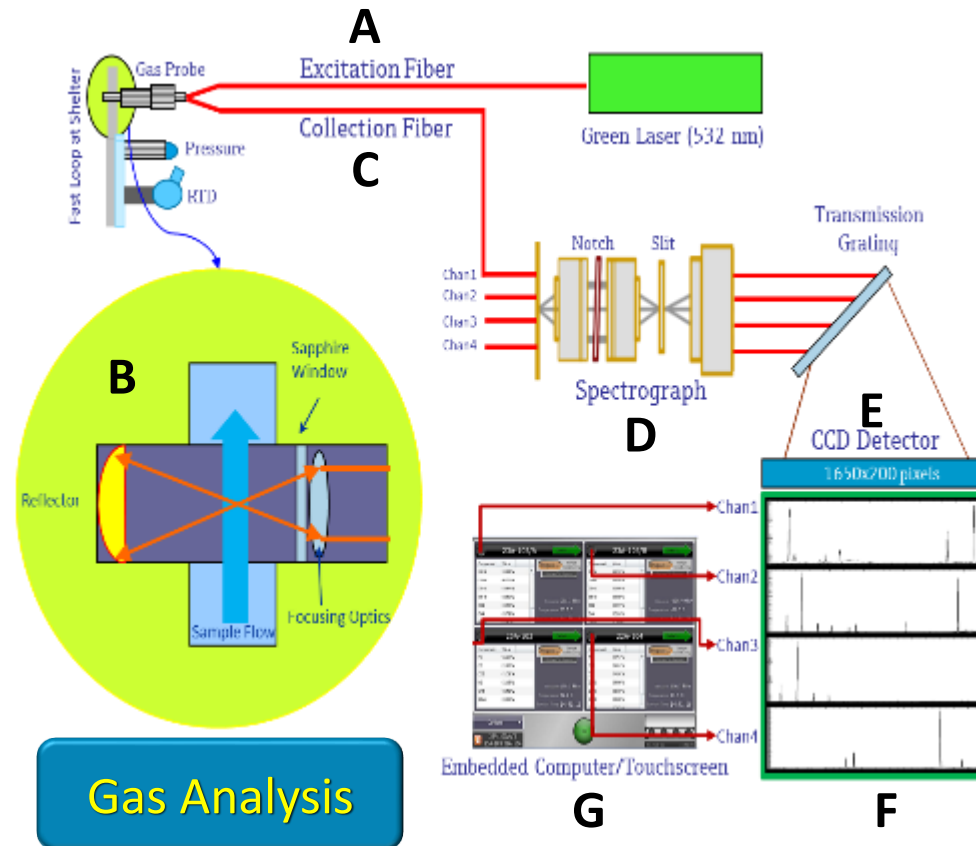 A
Excitation Fiber
Gas Probe
Collection Fiber
Green Laser (532 nm)
C
Fast Loop at Shelter
Pressure
RTD
Transmission
Grating
Notch
Slit
Chan1
Chan2
Chan3
Chan4
Spectrograph
D
E
CCD Detector
1650x200 pixels
B
Sapphire
Window
Reflector
Focusing Optics
Sample Flow
Chan1
Chan2
Chan3
Chan4
Embedded Computer/Touchscreen
G
F
Gas Analysis